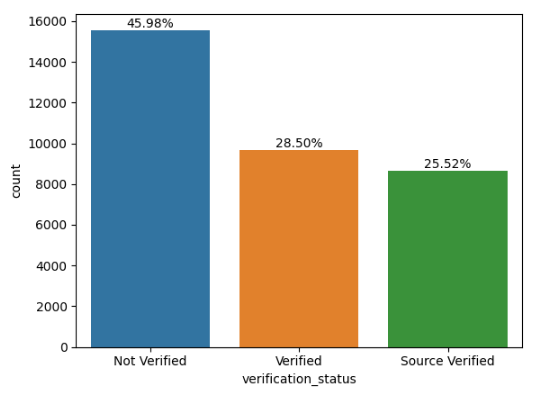 16000
14000
12000
10000
8000
6000
4000
2000
0
count
45.98%
28.50%
25.52%
Not Verified
Verified
Source Verified
verification_status